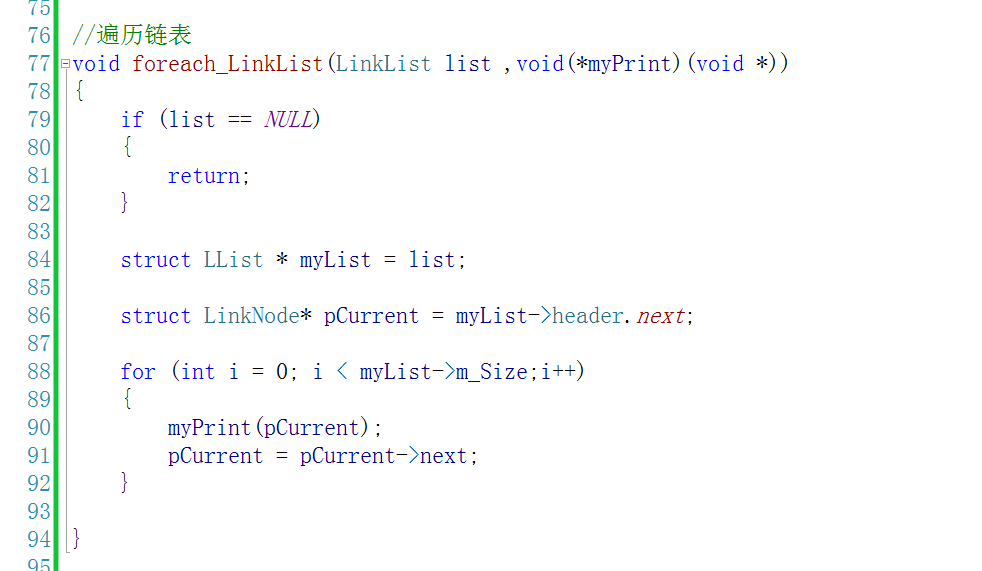 75
76 //遍历链表
77 void foreach_LinkList(LinkList list ,void(*myPrint)(void *))
78 {
79     if (list == NULL)
80     {
81         return;
82     }
83
84     struct LList * myList = list;
85
86     struct LinkNode* pCurrent = myList->header.next;
87
88     for (int i = 0; i < myList->m_Size;i++)
89     {
90         myPrint(pCurrent);
91         pCurrent = pCurrent->next;
92     }
93
94 }
95